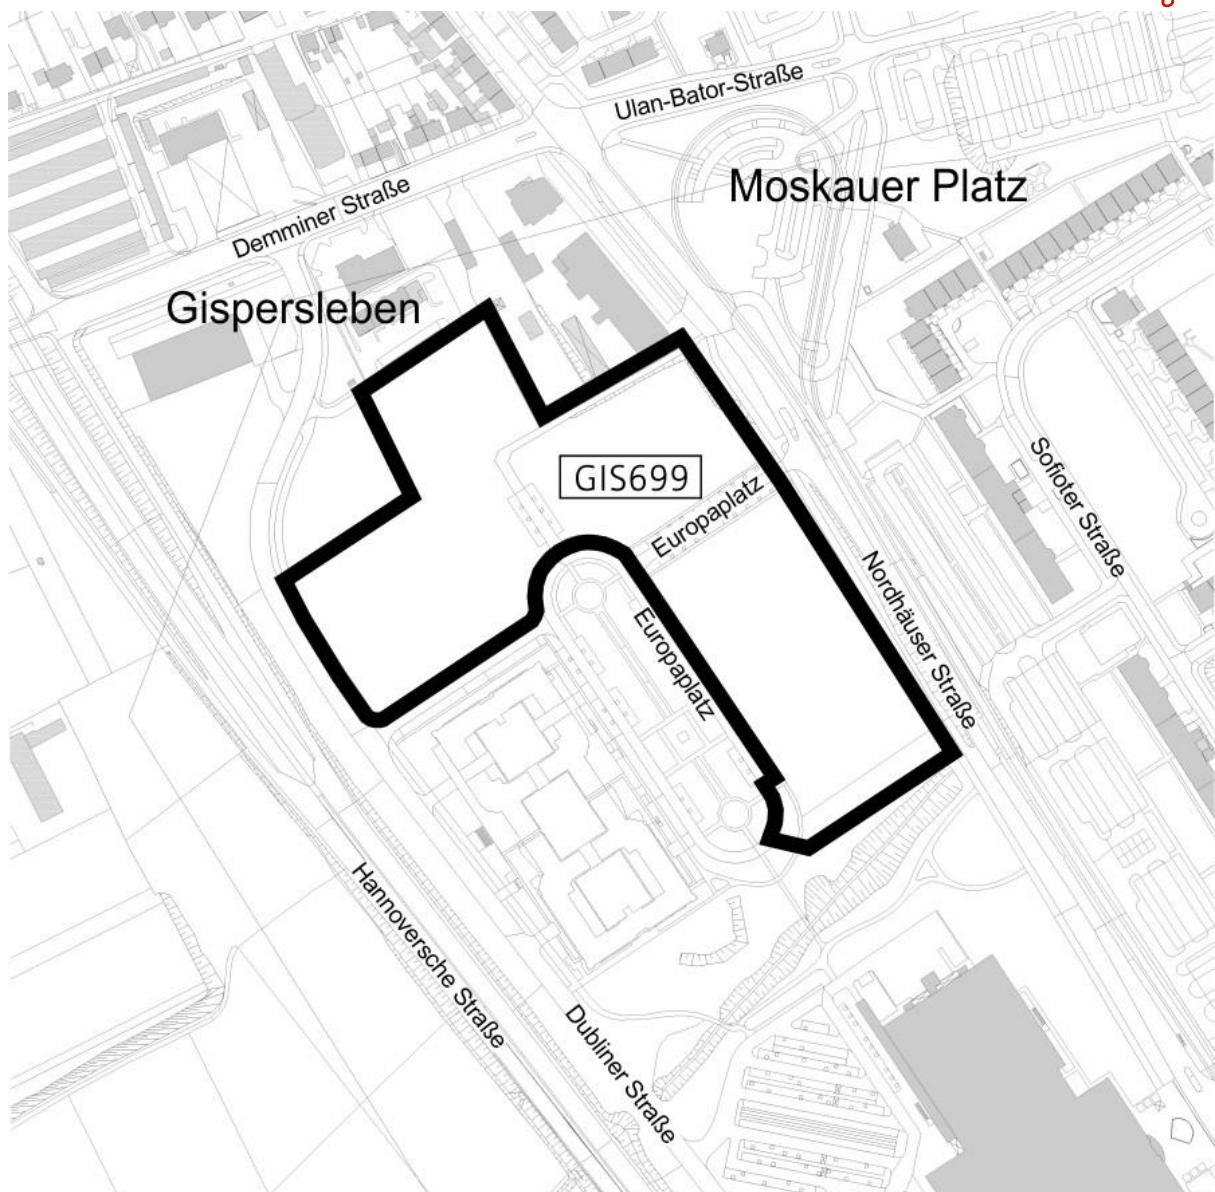 Ulan-Bator-Straße
Moskauer Platz
Demminer Straße
Gispersleben
GIS699
Europaplatz
Sofioter Straße
Nordhäuser Straße
Europaplatz
Hannoversche Straße
Dubliner Straße